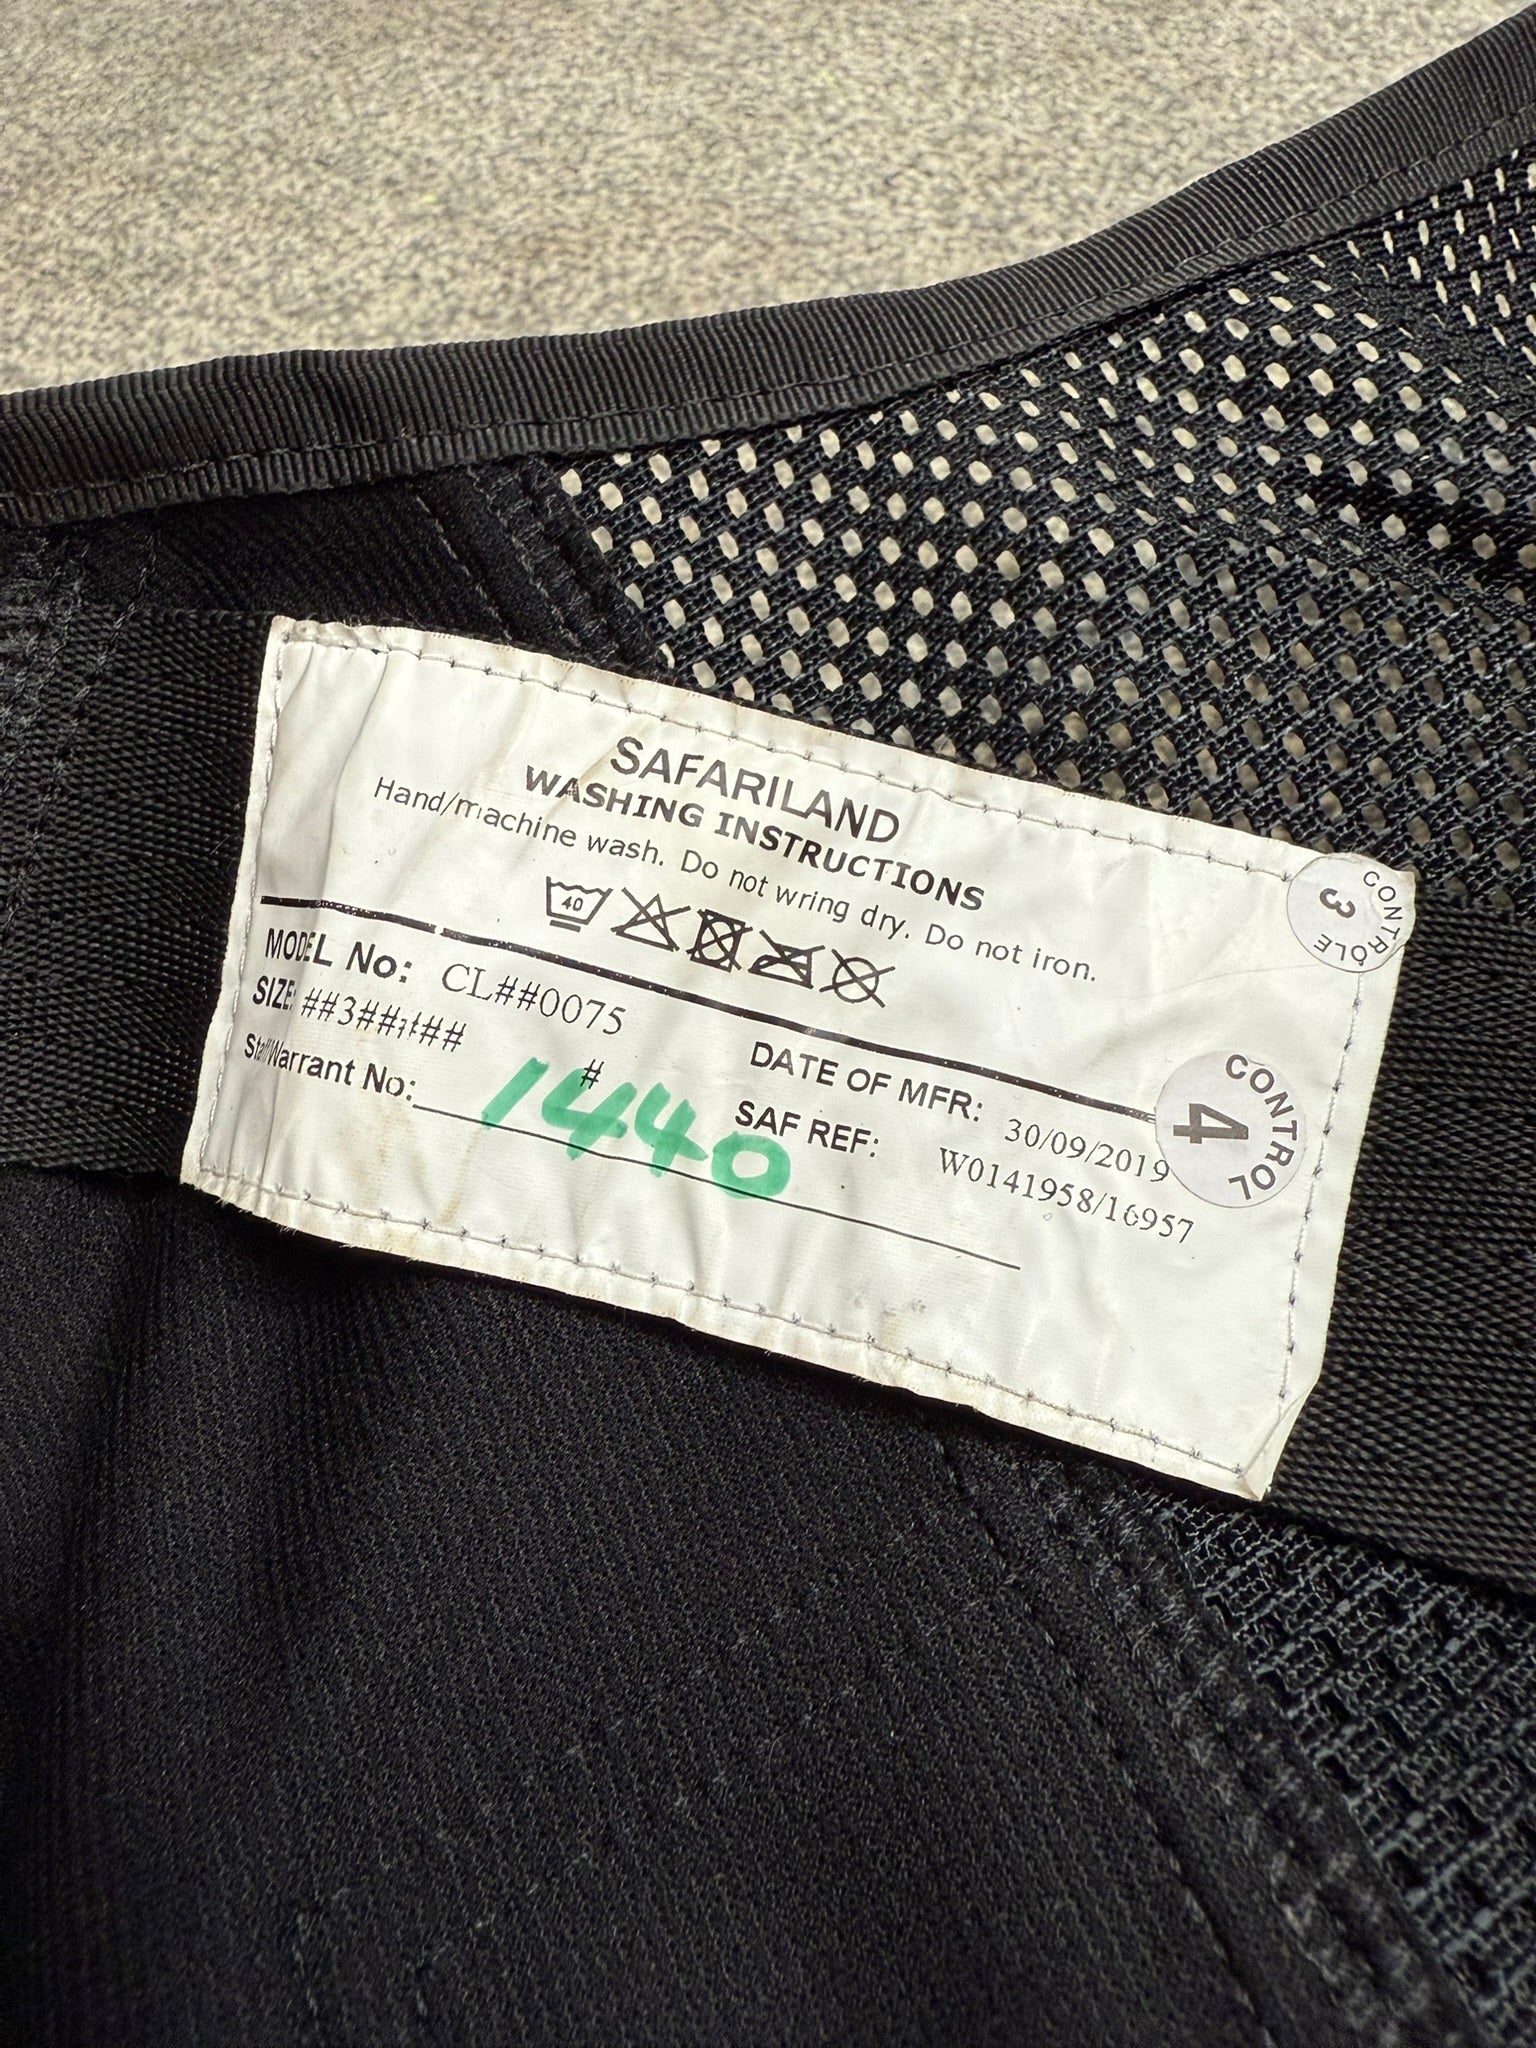 SAFARILAND
WASHING INSTRUCTIONS
Hand/machine wash. Do not wring dry. Do not iron.
40
MODEL No: CL##0075
DATE OF MFR: 30/09/2019
SIZE: ##3##### #
SAF REF: W0141958/16957
Staff/Warrant No: 1440
CONTROLE 3
CONTROL 4